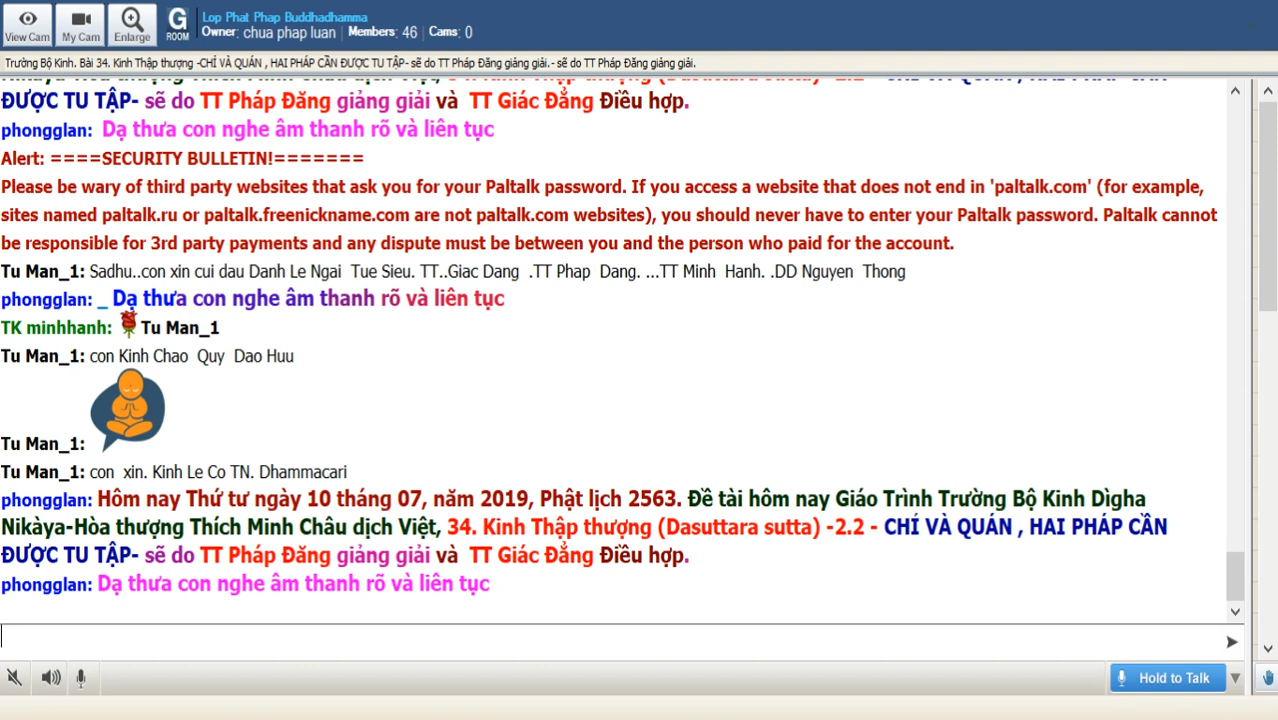 View Cam
My Cam
Enlarge
G
ROOM
Lop Phat Phap Buddhadhamma
Owner: chua phap luan | Members: 46 | Cams: 0
Trường Bộ Kinh. Bài 34. Kinh Thập thượng -CHỈ VÀ QUÁN , HAI PHÁP CẦN ĐƯỢC TU TẬP- sẽ do TT Pháp Đăng giảng giải.- sẽ do TT Pháp Đăng giảng giải.
ĐƯỢC TU TẬP- sẽ do TT Pháp Đăng giảng giải và TT Giác Đẳng Điều hợp.
phongglan: Dạ thưa con nghe âm thanh rõ và liên tục
Alert: ====SECURITY BULLETIN!=======
Please be wary of third party websites that ask you for your Paltalk password. If you access a website that does not end in 'paltalk.com' (for example,
sites named paltalk.ru or paltalk.freenickname.com are not paltalk.com websites), you should never have to enter your Paltalk password. Paltalk cannot
be responsible for 3rd party payments and any dispute must be between you and the person who paid for the account.
Tu Man_1: Sadhu..con xin cui dau Danh Le Ngai Tue Sieu. TT..Giac Dang .TT Phap Dang. ...TT Minh Hanh. .DD Nguyen Thong
phongglan: _ Dạ thưa con nghe âm thanh rõ và liên tục
TK minhhanh: Tu Man_1
Tu Man_1: con Kinh Chao Quy Dao Huu
Tu Man_1:
Tu Man_1: con xin. Kinh Le Co TN. Dhammacari
phongglan: Hôm nay Thứ tư ngày 10 tháng 07, năm 2019, Phật lịch 2563. Đề tài hôm nay Giáo Trình Trường Bộ Kinh Dìgha
Nikàya-Hòa thượng Thích Minh Châu dịch Việt, 34. Kinh Thập thượng (Dasuttara sutta) -2.2 - CHỈ VÀ QUÁN , HAI PHÁP CẦN
ĐƯỢC TU TẬP- sẽ do TT Pháp Đăng giảng giải và TT Giác Đẳng Điều hợp.
phongglan: Dạ thưa con nghe âm thanh rõ và liên tục
Hold to Talk